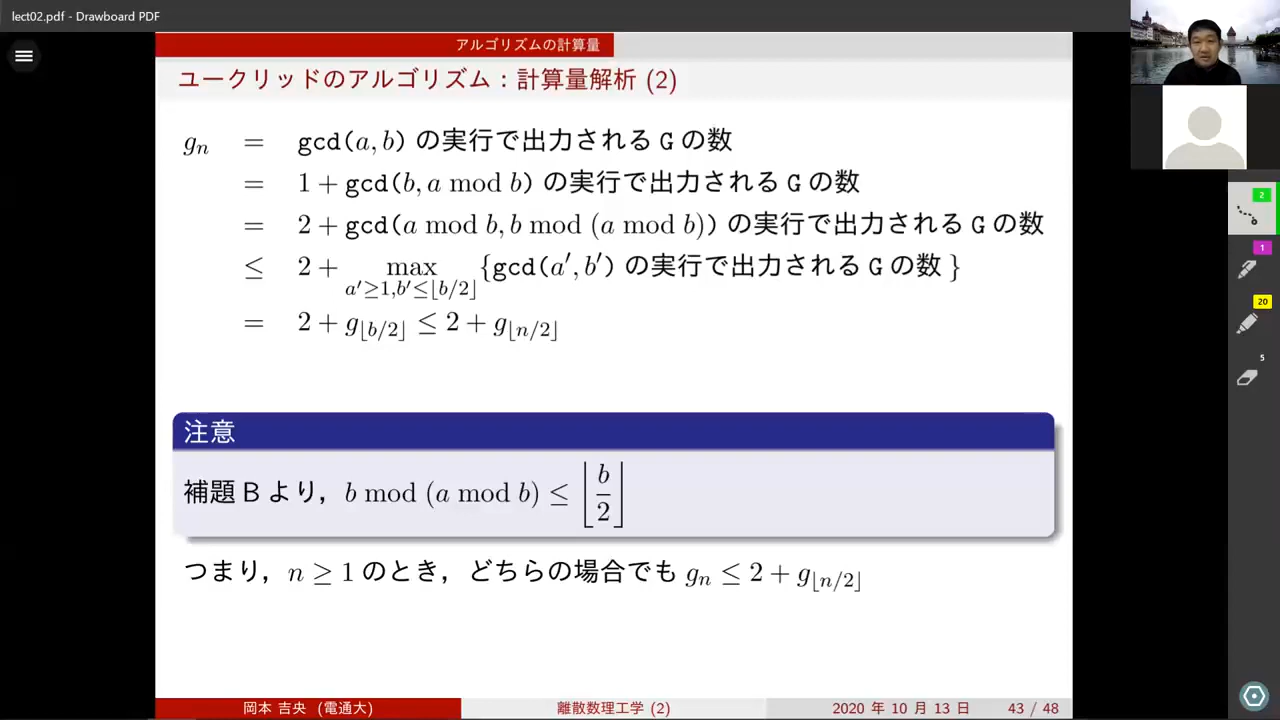 lect02.pdf - Drawboard PDF
アルゴリズムの計算量
ユークリッドのアルゴリズム：計算量解析 (2)
gₙ = gcd(a, b) の実行で出力される G の数
= 1 + gcd(b, a mod b) の実行で出力される G の数
= 2 + gcd(a mod b, b mod (a mod b)) の実行で出力される G の数
≤ 2 + max_{a′≥1,b′≤⌊b/2⌋} {gcd(a′, b′) の実行で出力される G の数 }
= 2 + g_{⌊b/2⌋} ≤ 2 + g_{⌊n/2⌋}
注意
補題 B より，b mod (a mod b) ≤ ⌊b/2⌋
つまり，n ≥ 1 のとき，どちらの場合でも gₙ ≤ 2 + g_{⌊n/2⌋}
岡本 吉央 (電通大) 離散数理工学 (2) 2020 年 10 月 13 日 43 / 48
2
1
20
5